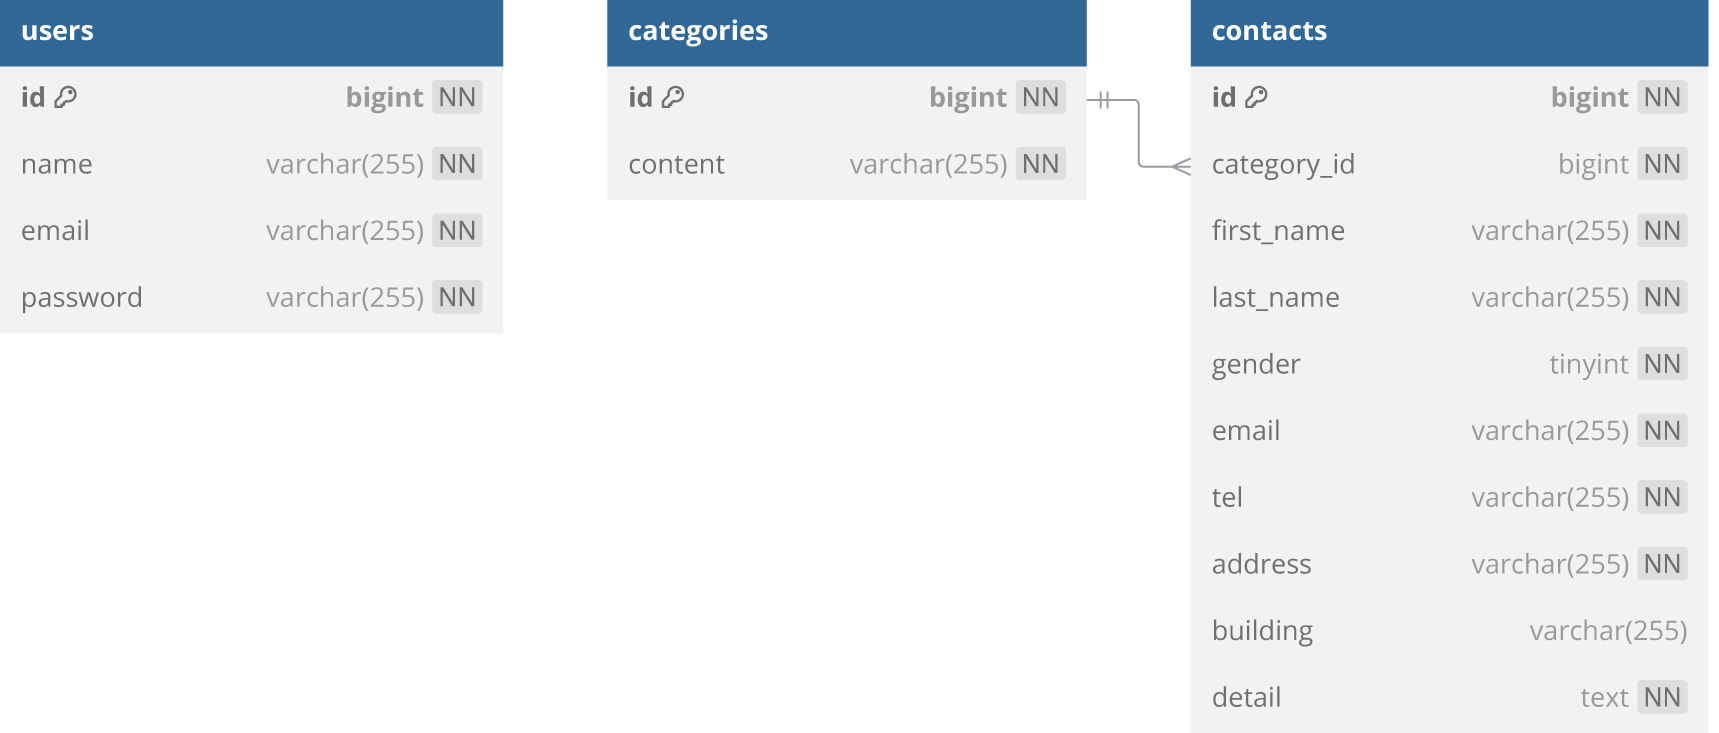 users
id bigint NN
name varchar(255) NN
email varchar(255) NN
password varchar(255) NN
categories
id bigint NN
content varchar(255) NN
contacts
id bigint NN
category_id bigint NN
first_name varchar(255) NN
last_name varchar(255) NN
gender tinyint NN
email varchar(255) NN
tel varchar(255) NN
address varchar(255) NN
building varchar(255)
detail text NN